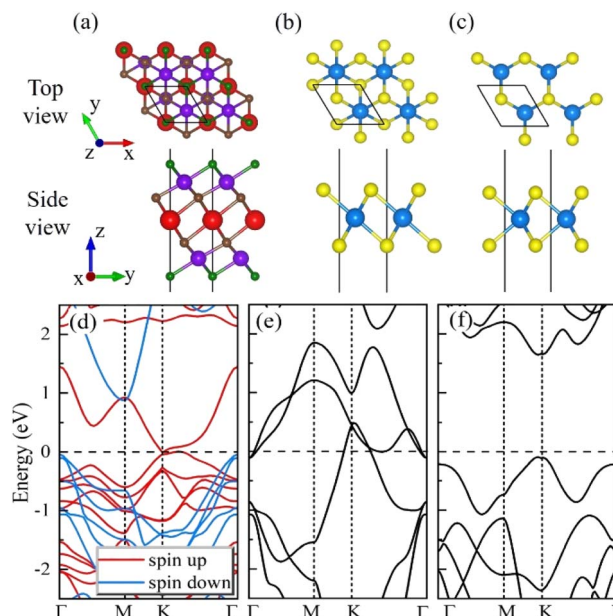 (a)
(b)
(c)
Top
view
y
z
x
Side
view
z
x
y
(d)
(e)
(f)
2
1
0
-1
-2
Energy (eV)
spin up
spin down
Γ
M
K
Γ
M
K
Γ
M
K
Γ